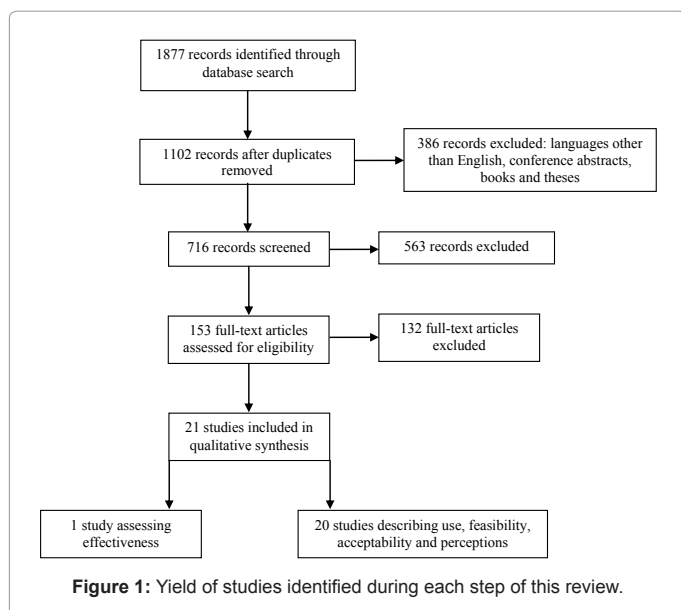 1877 records identified through
database search
1102 records after duplicates
removed
386 records excluded: languages other
than English, conference abstracts,
books and theses
716 records screened
563 records excluded
153 full-text articles
assessed for eligibility
132 full-text articles
excluded
21 studies included in
qualitative synthesis
1 study assessing
effectiveness
20 studies describing use, feasibility,
acceptability and perceptions
Figure 1: Yield of studies identified during each step of this review.